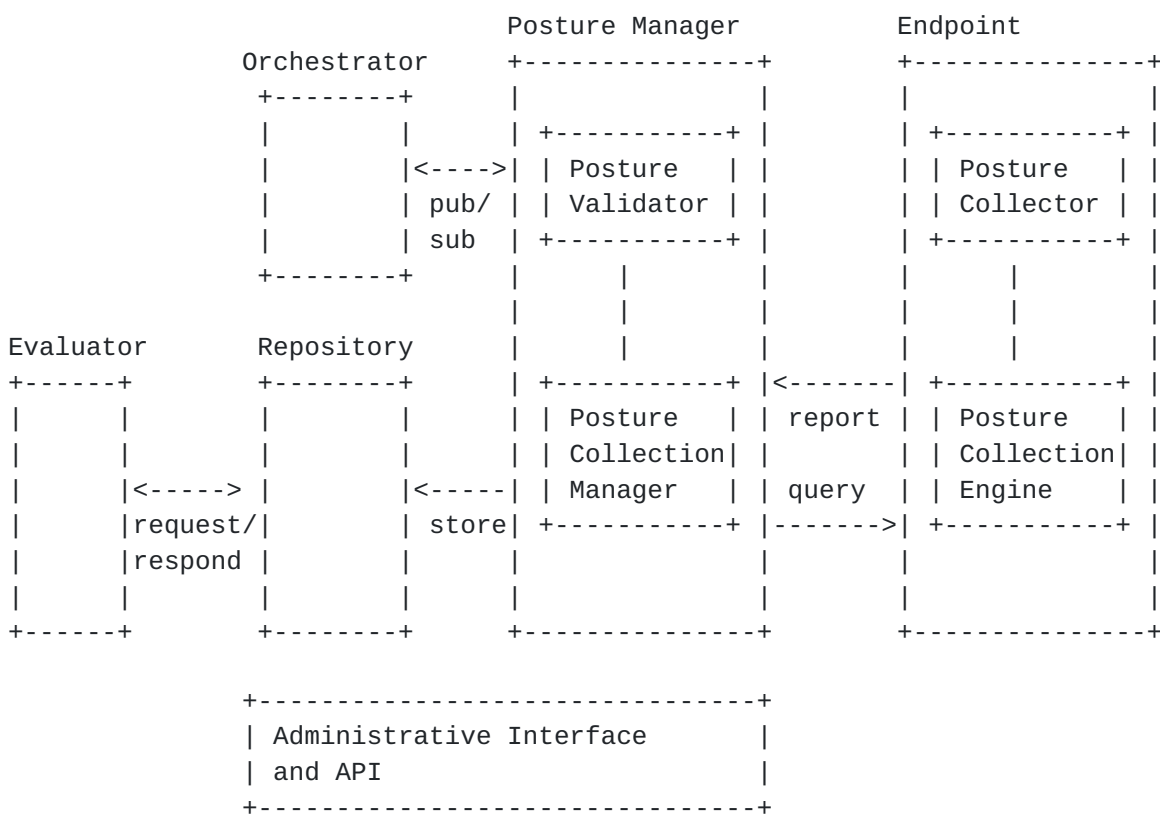 Posture Manager Endpoint
Orchestrator +---------------+ +---------------+
+--------+ | | | |
| | | +-----------+ | | +-----------+ |
| |<---->| | Posture | | | | Posture | |
| | pub/ | | Validator | | | | Collector | |
| | sub | +-----------+ | | +-----------+ |
+--------+ | | | | | |
| | | | | |
Evaluator Repository | | | | | |
+------+ +--------+ | +-----------+ |<-------| +-----------+ |
| | | | | | Posture | | report | | Posture | |
| | | | | | Collection| | | | Collection| |
| |<-----> | |<-----| | Manager | | query | | Engine | |
| |request/| | store| +-----------+ |------->| +-----------+ |
| |respond | | | | | |
| | | | | | | |
+------+ +--------+ +---------------+ +---------------+
+--------------------------------+
| Administrative Interface |
| and API |
+--------------------------------+